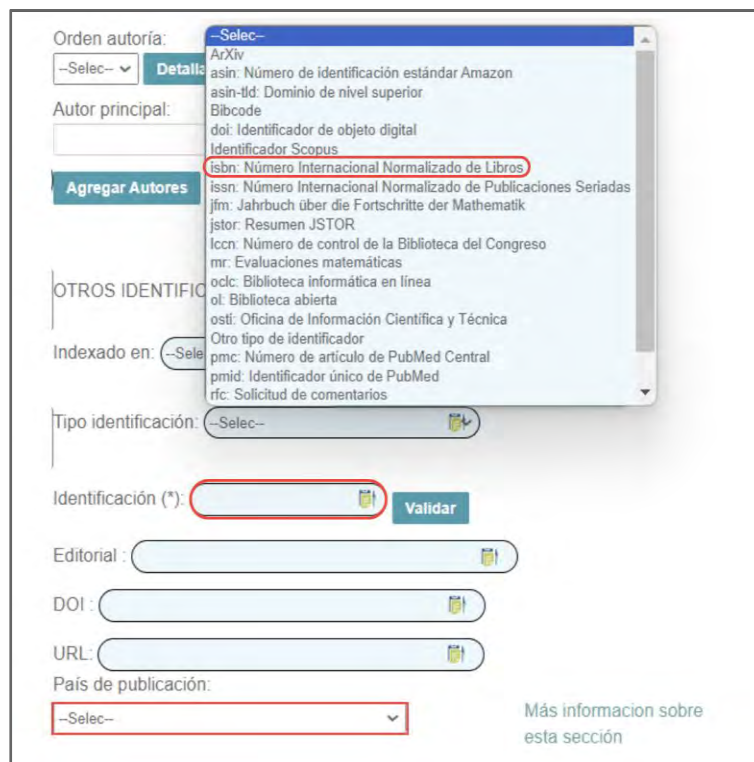 Orden autoría:
--Selec--
Detalla
Autor principal:
Agregar Autores
--Selec--
ArXiv
asin: Número de identificación estándar Amazon
asin-tld: Dominio de nivel superior
Bibcode
doi: Identificador de objeto digital
Identificador Scopus
isbn: Número Internacional Normalizado de Libros
issn: Número Internacional Normalizado de Publicaciones Seriadas
jfm: Jahrbuch über die Fortschritte der Mathematik
jstor: Resumen JSTOR
lccn: Número de control de la Biblioteca del Congreso
mr: Evaluaciones matemáticas
oclc: Biblioteca informática en línea
ol: Biblioteca abierta
osti: Oficina de Información Científica y Técnica
Otro tipo de identificador
pmc: Número de artículo de PubMed Central
pmid: Identificador único de PubMed
rfc: Solicitud de comentarios
OTROS IDENTIFIC
Indexado en: --Sele
Tipo identificación: --Selec--
Identificación (*): Validar
Editorial :
DOI :
URL:
País de publicación:
--Selec--
Más informacion sobre
esta sección